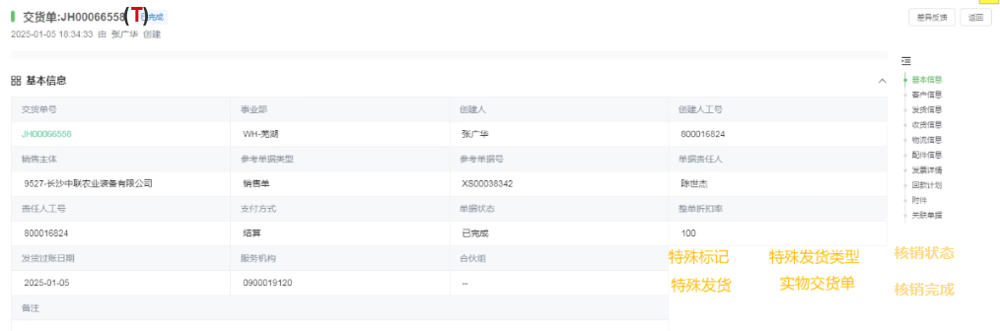 交货单:JH00066558(T) 已完成
差异反馈 返回
2025-01-05 18:34:33 由 张广华 创建
基本信息
交货单号 事业部 创建人 创建人工号
JH00066558 WH-芜湖 张广华 800016824
销售主体 参考单据类型 参考单据号 单据责任人
9527-长沙中联农业装备有限公司 销售单 XS00038342 陈世杰
责任人工号 支付方式 单据状态 整单折扣率
800016824 结算 已完成 100
发货过账日期 服务机构 合伙组 特殊标记 特殊发货类型 核销状态
2025-01-05 0900019120 -- 特殊发货 实物交货单 核销完成
备注
基本信息
客户信息
发货信息
收货信息
物流信息
配件信息
发票详情
回款计划
附件
关联单据